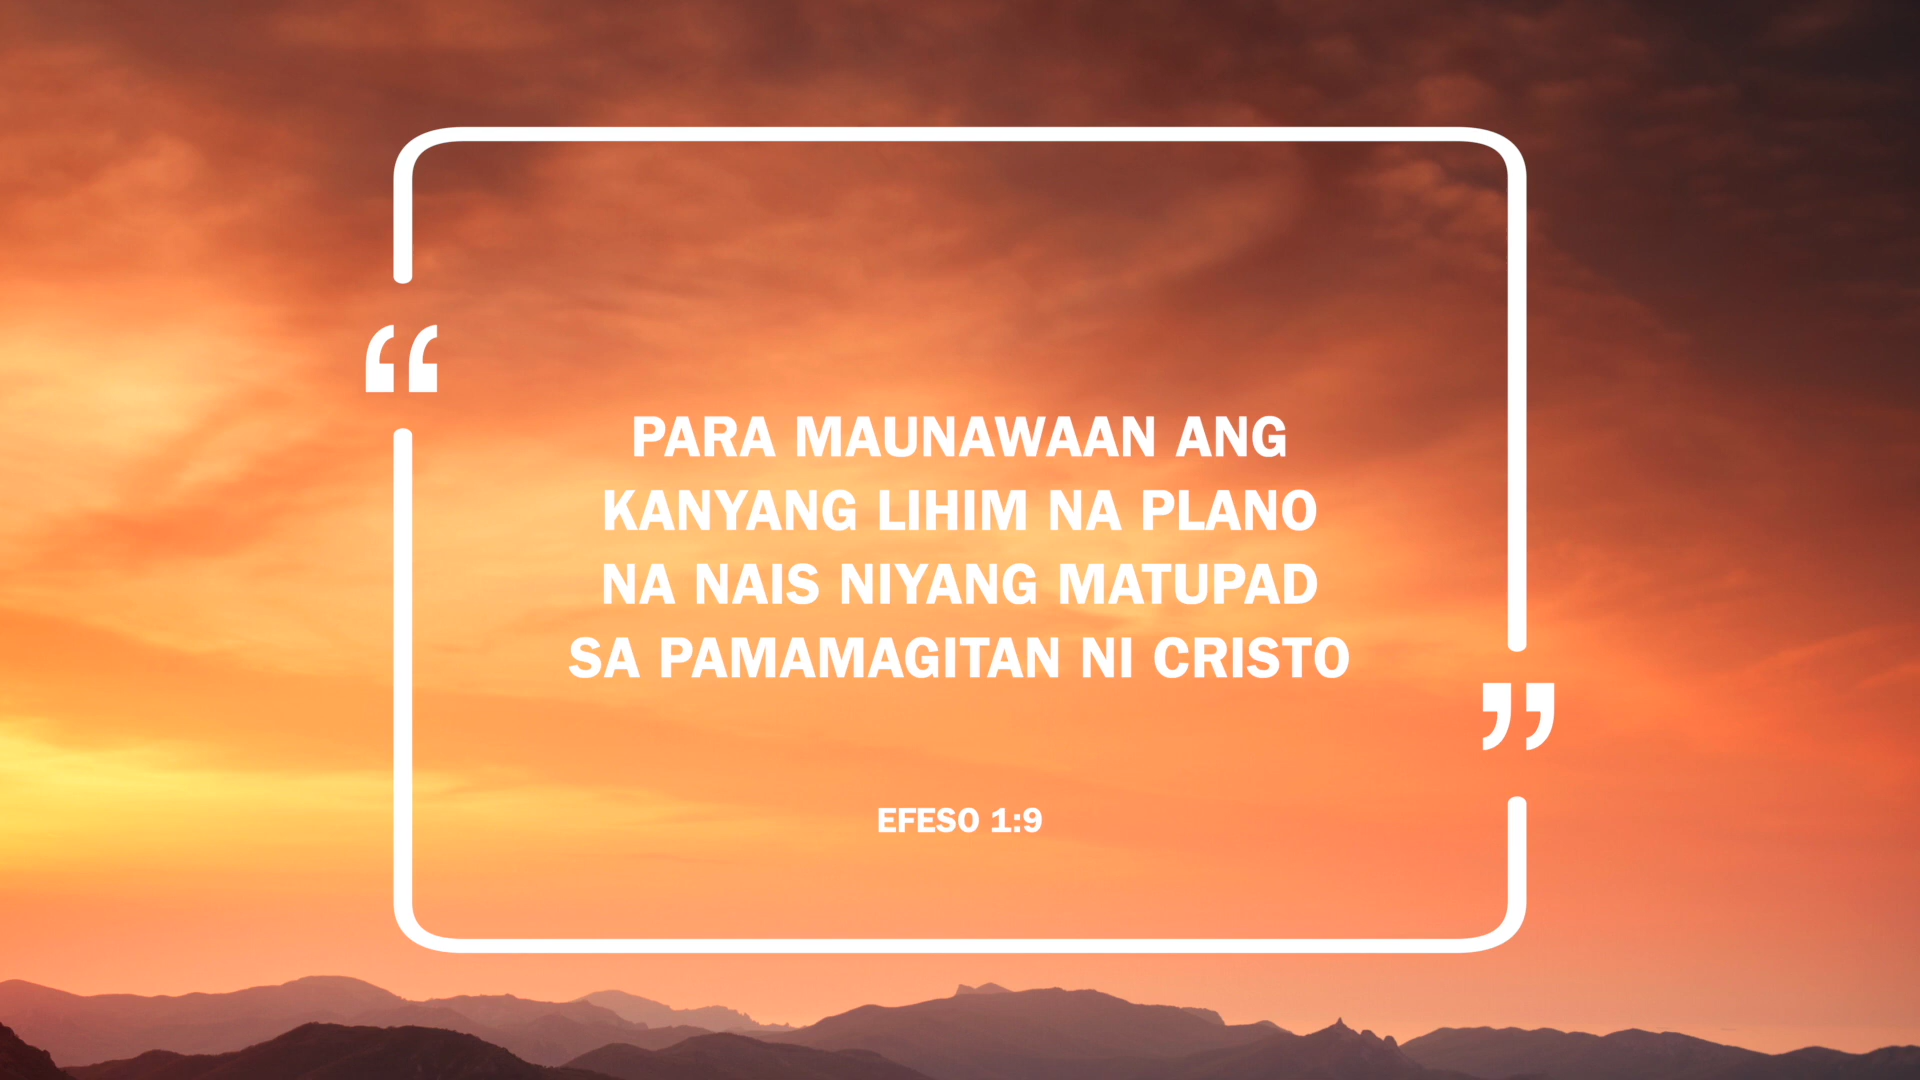 “
PARA MAUNAWAAN ANG
KANYANG LIHIM NA PLANO
NA NAIS NIYANG MATUPAD
SA PAMAMAGITAN NI CRISTO
”
EFESO 1:9